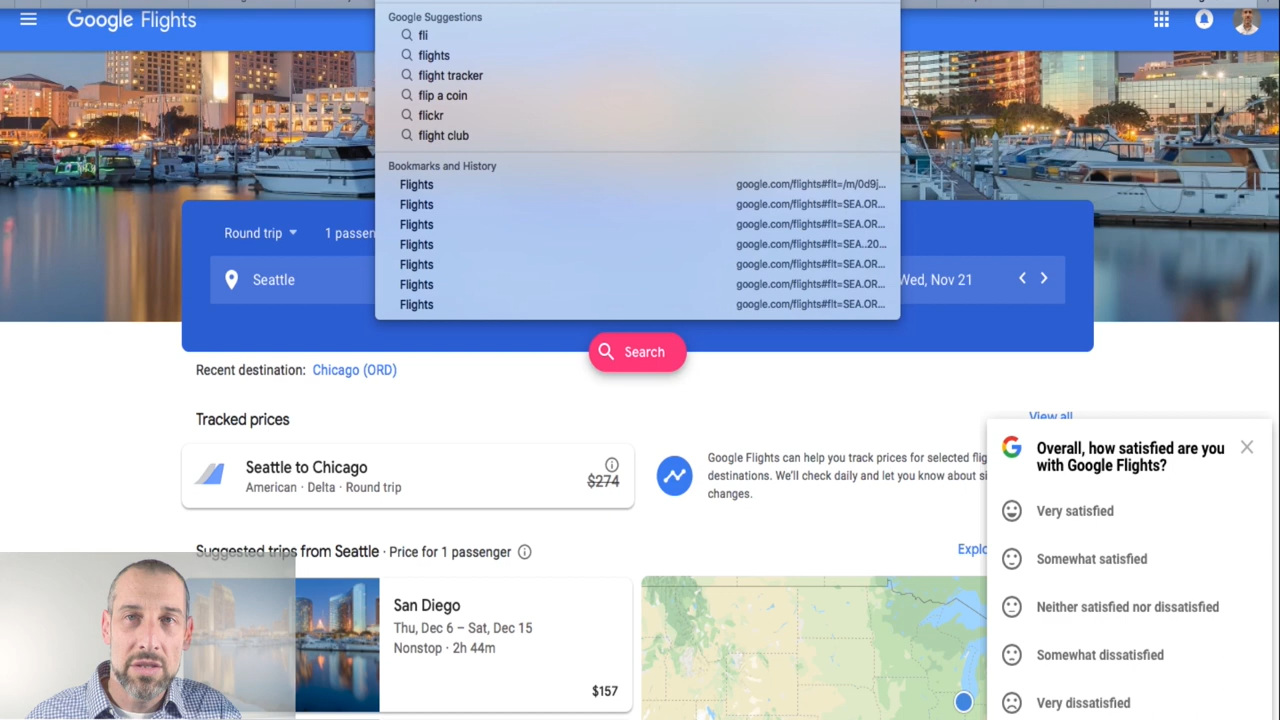 Google Flights
Google Suggestions
fli
flights
flight tracker
flip a coin
flickr
flight club
Bookmarks and History
Flights google.com/flights#flt=/m/0d9j...
Flights google.com/flights#flt=SEA.OR...
Flights google.com/flights#flt=SEA.OR...
Flights google.com/flights#flt=SEA..20...
Flights google.com/flights#flt=SEA.OR...
Flights google.com/flights#flt=SEA.OR...
Flights google.com/flights#flt=SEA.OR...
Round trip 1 passen
Seattle Wed, Nov 21
Search
Recent destination: Chicago (ORD)
Tracked prices View all
Seattle to Chicago
American · Delta · Round trip
$274
Google Flights can help you track prices for selected flig
destinations. We'll check daily and let you know about si
changes.
Suggested trips from Seattle · Price for 1 passenger
Explo
San Diego
Thu, Dec 6 – Sat, Dec 15
Nonstop · 2h 44m
$157
Overall, how satisfied are you
with Google Flights?
Very satisfied
Somewhat satisfied
Neither satisfied nor dissatisfied
Somewhat dissatisfied
Very dissatisfied